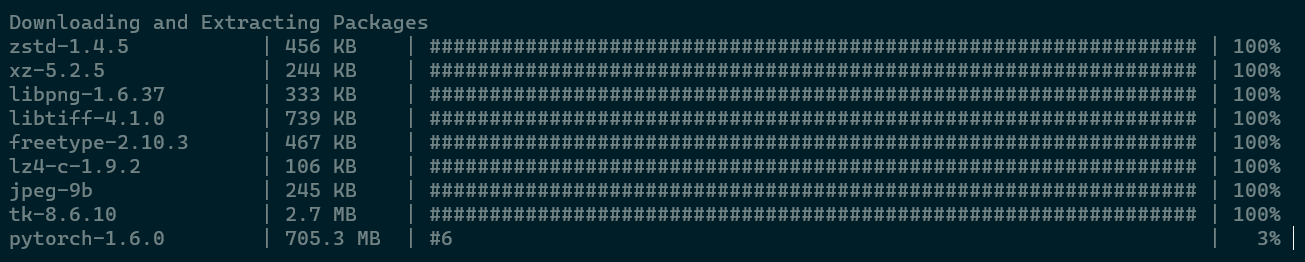 Downloading and Extracting Packages
zstd-1.4.5           | 456 KB    | ################################################################ | 100%
xz-5.2.5             | 244 KB    | ################################################################ | 100%
libpng-1.6.37        | 333 KB    | ################################################################ | 100%
libtiff-4.1.0        | 739 KB    | ################################################################ | 100%
freetype-2.10.3      | 467 KB    | ################################################################ | 100%
lz4-c-1.9.2          | 106 KB    | ################################################################ | 100%
jpeg-9b              | 245 KB    | ################################################################ | 100%
tk-8.6.10            | 2.7 MB    | ################################################################ | 100%
pytorch-1.6.0        | 705.3 MB  | #6                                                               |   3%